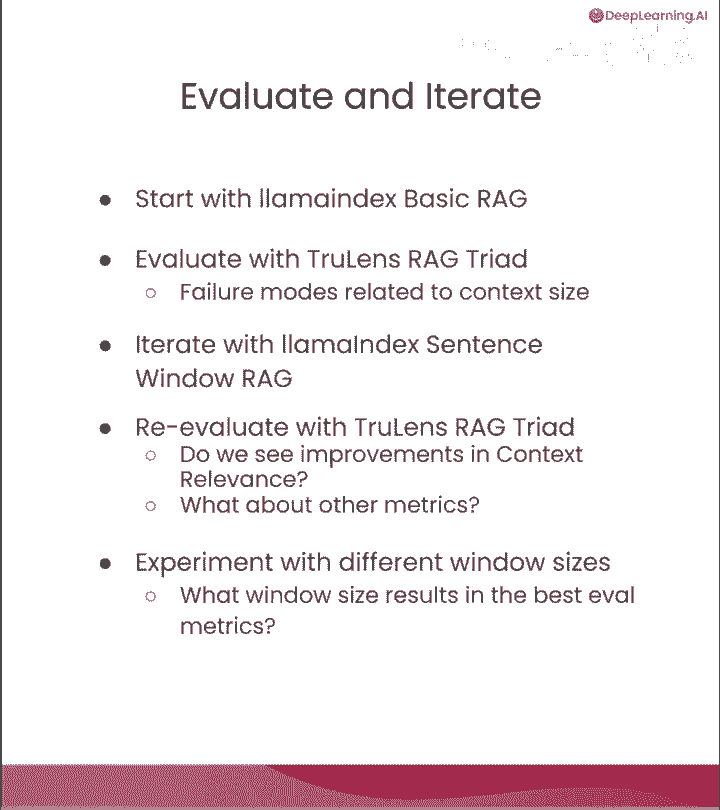 DeepLearning.AI
Evaluate and Iterate
● Start with llamaindex Basic RAG
● Evaluate with TruLens RAG Triad
○ Failure modes related to context size
● Iterate with llamaIndex Sentence
Window RAG
● Re-evaluate with TruLens RAG Triad
○ Do we see improvements in Context
Relevance?
○ What about other metrics?
● Experiment with different window sizes
○ What window size results in the best eval
metrics?